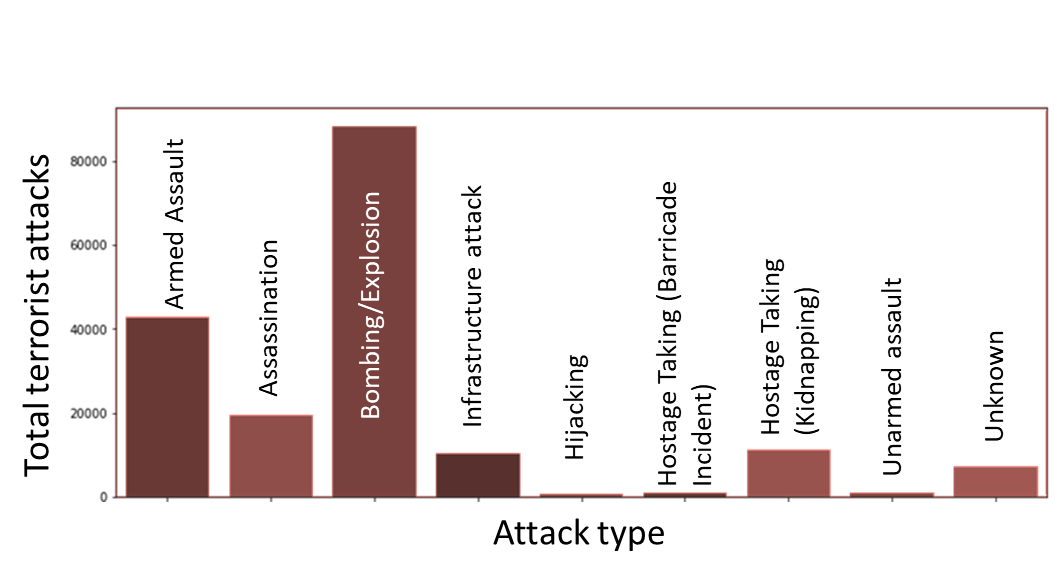 Total terrorist attacks
80000
60000
40000
20000
0
Armed Assault
Assassination
Bombing/Explosion
Infrastructure attack
Hijacking
Hostage Taking (Barricade
Incident)
Hostage Taking
(Kidnapping)
Unarmed assault
Unknown
Attack type